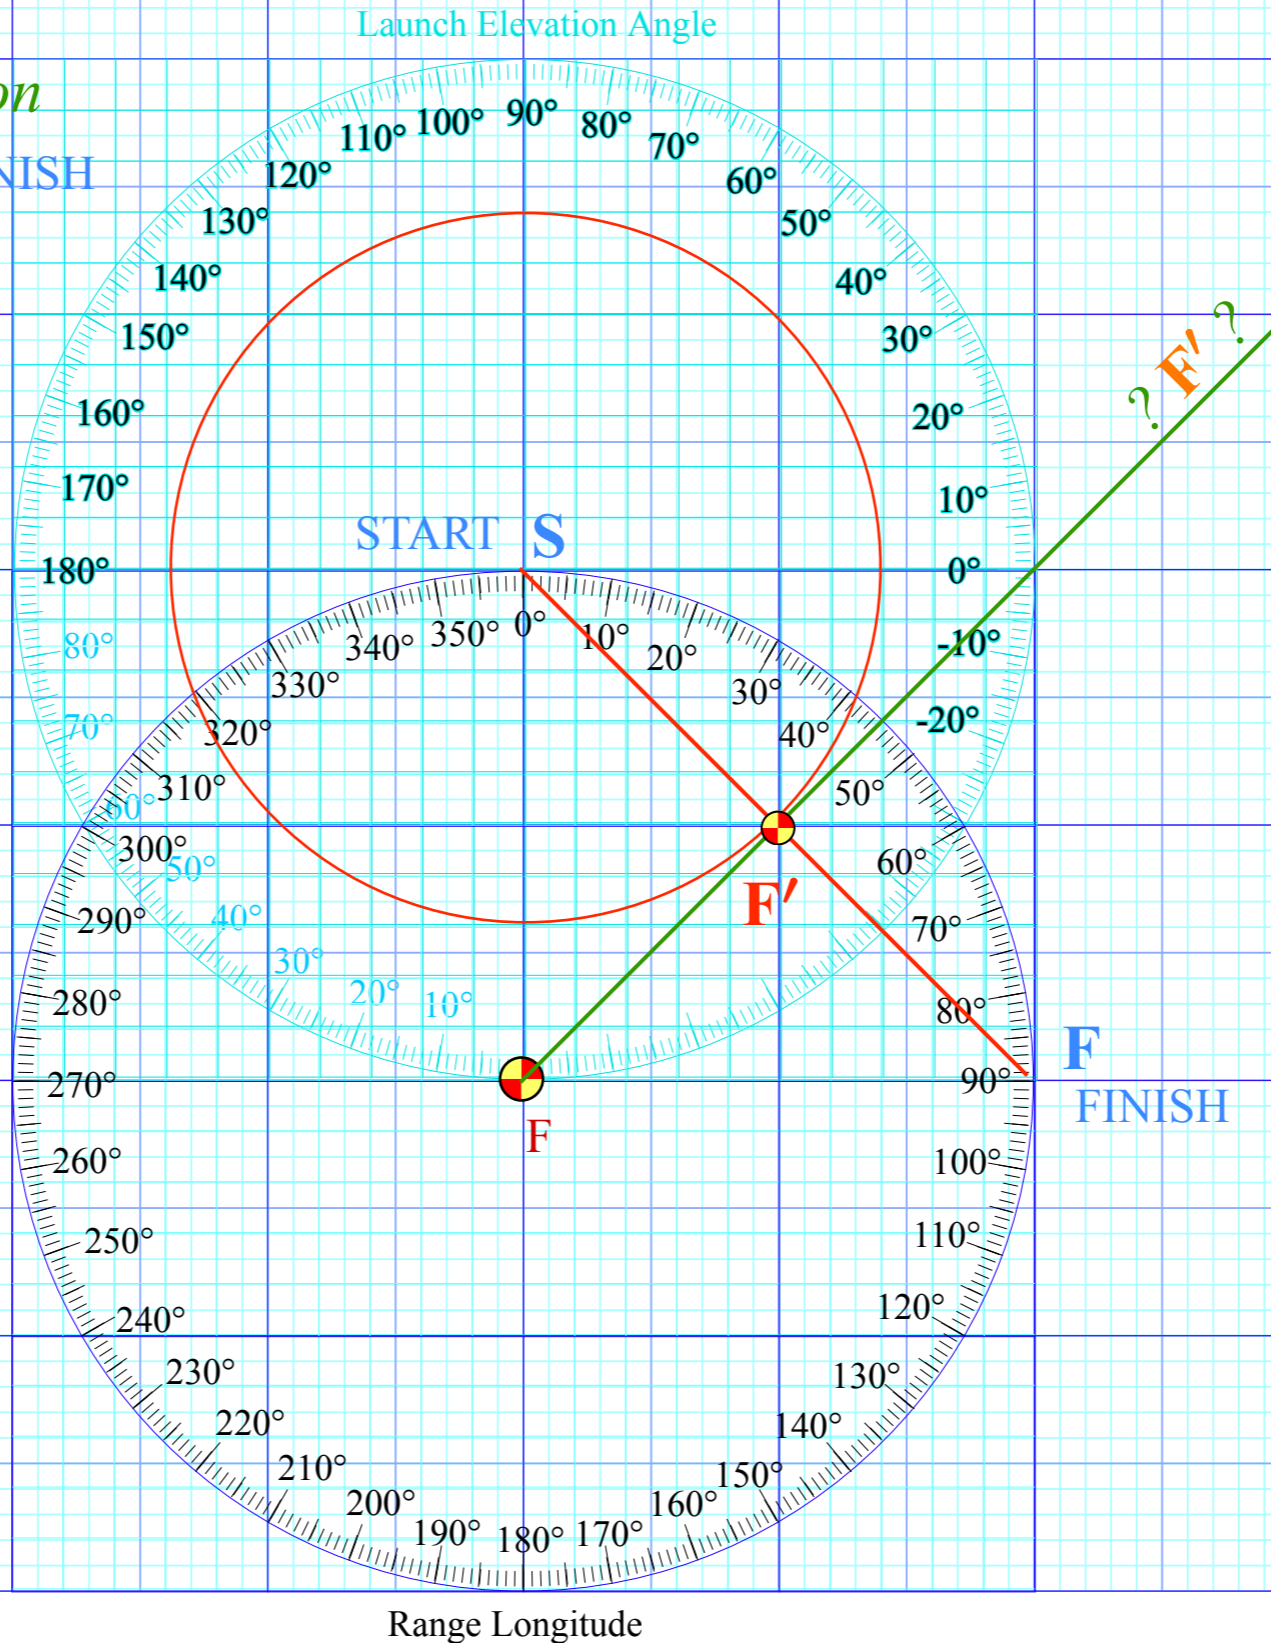 Launch Elevation Angle
on
NISH
90°
100° 80°
110° 70°
120° 60°
130° 50°
140° 40°
150° 30°
160° 20°
170° 10°
180° 0°
? F′ ?
START S
80° -10°
70° -20°
60°
50°
40°
30°
20°
10°
350° 0° 10°
340° 20°
330° 30°
320° 40°
310° 50°
300° 60°
290° 70°
280° 80°
270° 90°
260° 100°
250° 110°
240° 120°
230° 130°
220° 140°
210° 150°
200° 160°
190° 180° 170°
F′
F
FINISH
F
Range Longitude